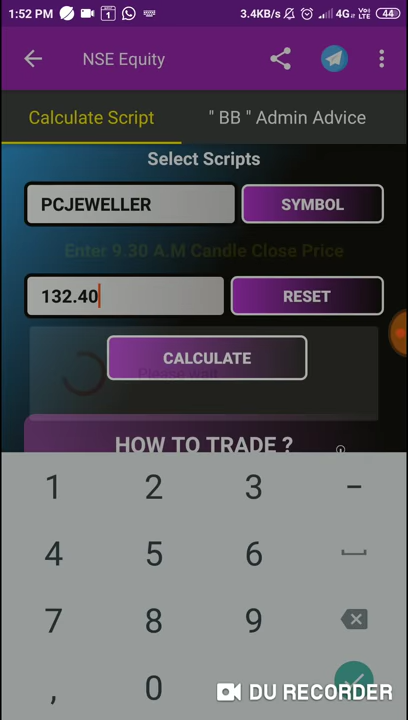 1:52 PM 3.4KB/s 4G VoLTE 44
NSE Equity
Calculate Script " BB " Admin Advice
Select Scripts
PCJEWELLER SYMBOL
Enter 9.30 A.M Candle Close Price
132.40 RESET
CALCULATE
Please wait
HOW TO TRADE ?
1 2 3 –
4 5 6
7 8 9
, 0
DU RECORDER